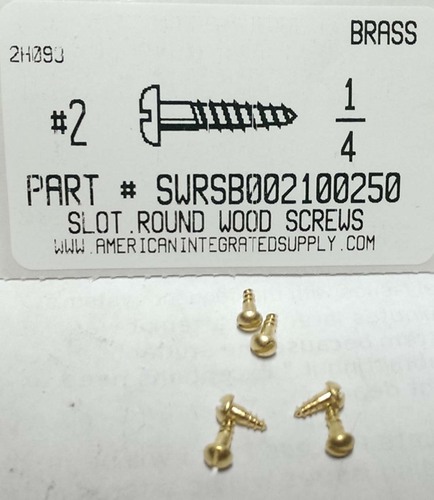 BRASS
2H093
#2
1
4
PART # SWRSB002100250
SLOT.ROUND WOOD SCREWS
WWW.AMERICANINTEGRATEDSUPPLY.COM